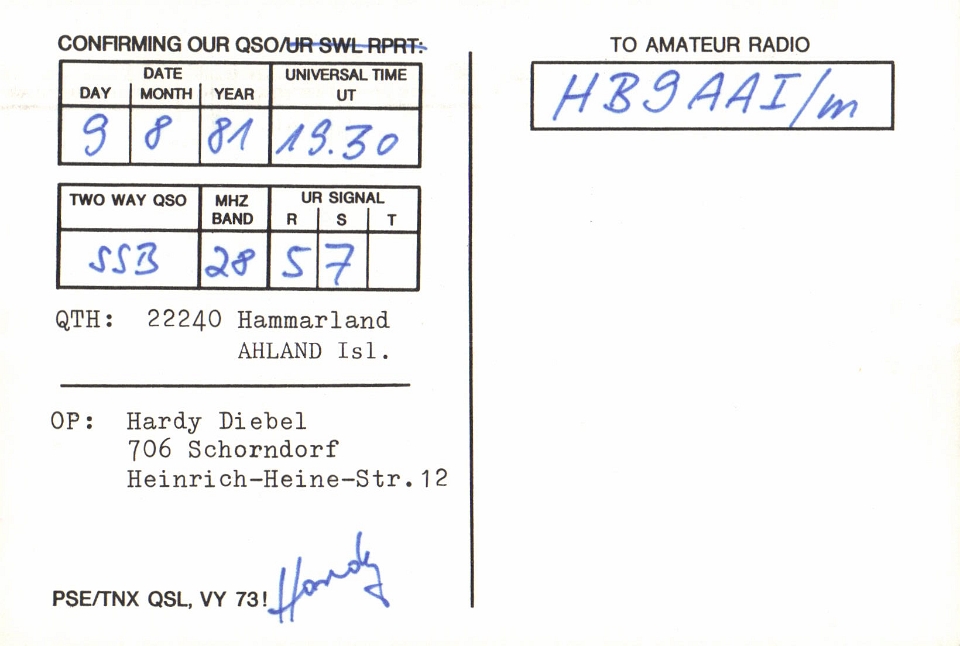 CONFIRMING OUR QSO/UR SWL RPRT:
DATE
UNIVERSAL TIME
DAY MONTH YEAR UT
9 8 81 19.30
TWO WAY QSO MHZ BAND UR SIGNAL
R S T
SSB 28 5 7
QTH: 22240 Hammarland
AHLAND Isl.
OP: Hardy Diebel
706 Schorndorf
Heinrich-Heine-Str.12
PSE/TNX QSL, VY 73! Hardy
TO AMATEUR RADIO
HB9AAI/m